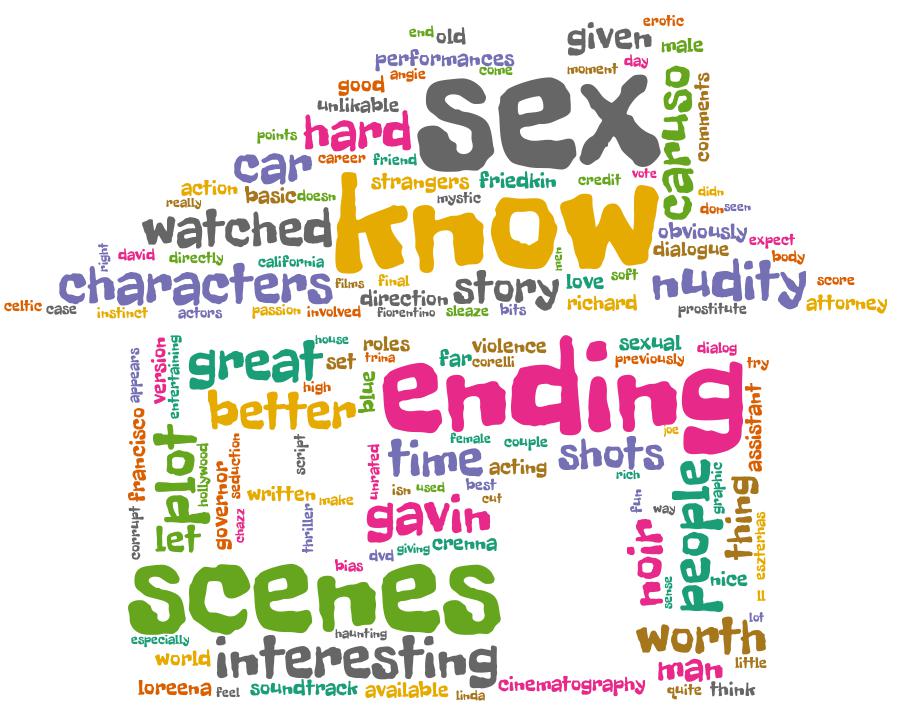 erotic
end old given male
performances day
angie come moment
good sex caruso comments
unlikable
points hard
car career friend vote
action strangers friedkin credit
really basic doesn mystic didn
know don seen
watched obviously
right david directly california men dialogue expect
characters films final story love soft nudity body score
direction richard
celtic case instinct actors passion involved fiorentino sleaze bits prostitute attorney
house roles violence sexual
appears version entertaining great set trina far corelli ending previously dialog
high blue try
better joe assistant
francisco plot hollywood seduction script female couple
unrated time acting shots rich
governor written make isn used best people graphic thing
corrupt let chazz thriller cut fun way
gavin noir eszterhas
dvd giving crenna
bias sense nice
scenes ll
especially haunting lot
worth
world interesting little
man
loreena feel soundtrack available linda cinematography quite think